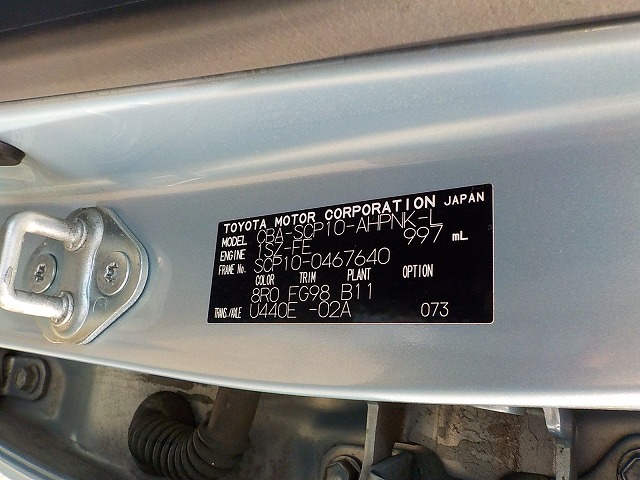 TOYOTA MOTOR CORPORATION JAPAN
MODEL CBA-SCP10-AHPNK-L
ENGINE 1SZ-FE 997 mL
FRAME No. SCP10-0467640
COLOR TRIM PLANT OPTION
8R0 FG98 B11
TRANS./AXLE U440E -02A 073